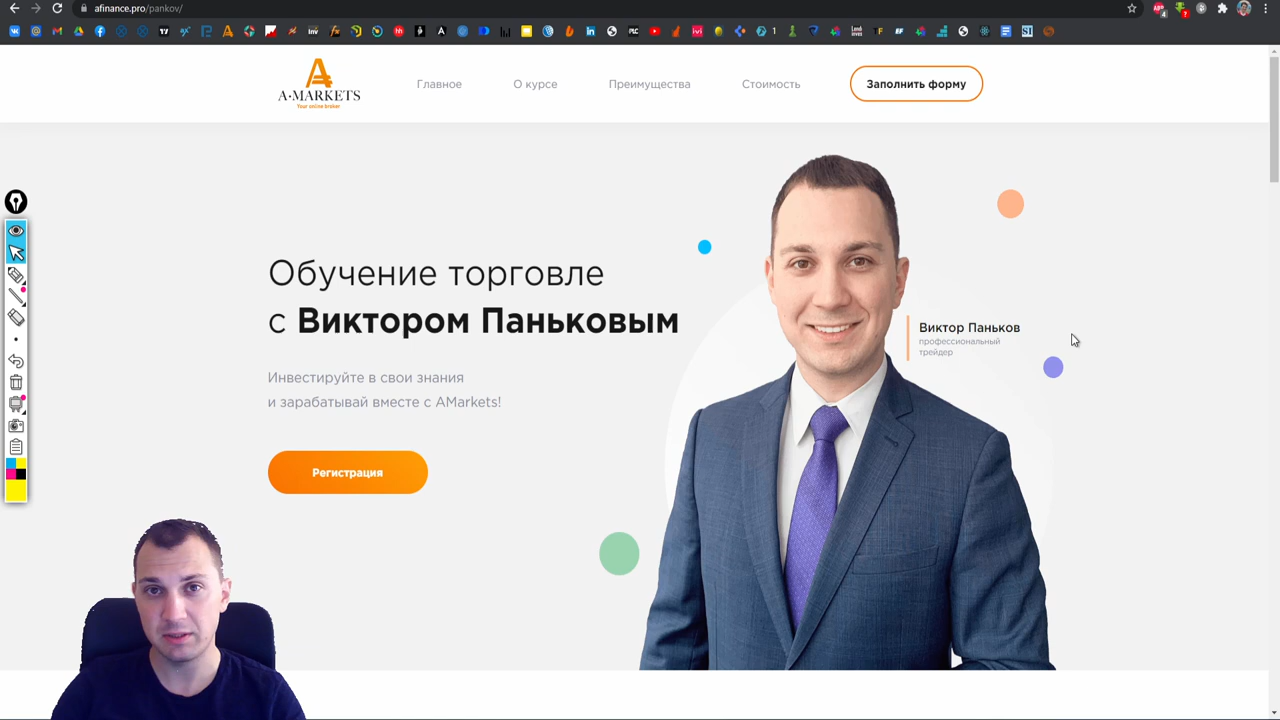 afinance.pro/pankov/
A·MARKETS
Your online broker
Главное
О курсе
Преимущества
Стоимость
Заполнить форму
Обучение торговле
с Виктором Паньковым
Инвестируйте в свои знания
и зарабатывай вместе с AMarkets!
Регистрация
Виктор Паньков
профессиональный
трейдер